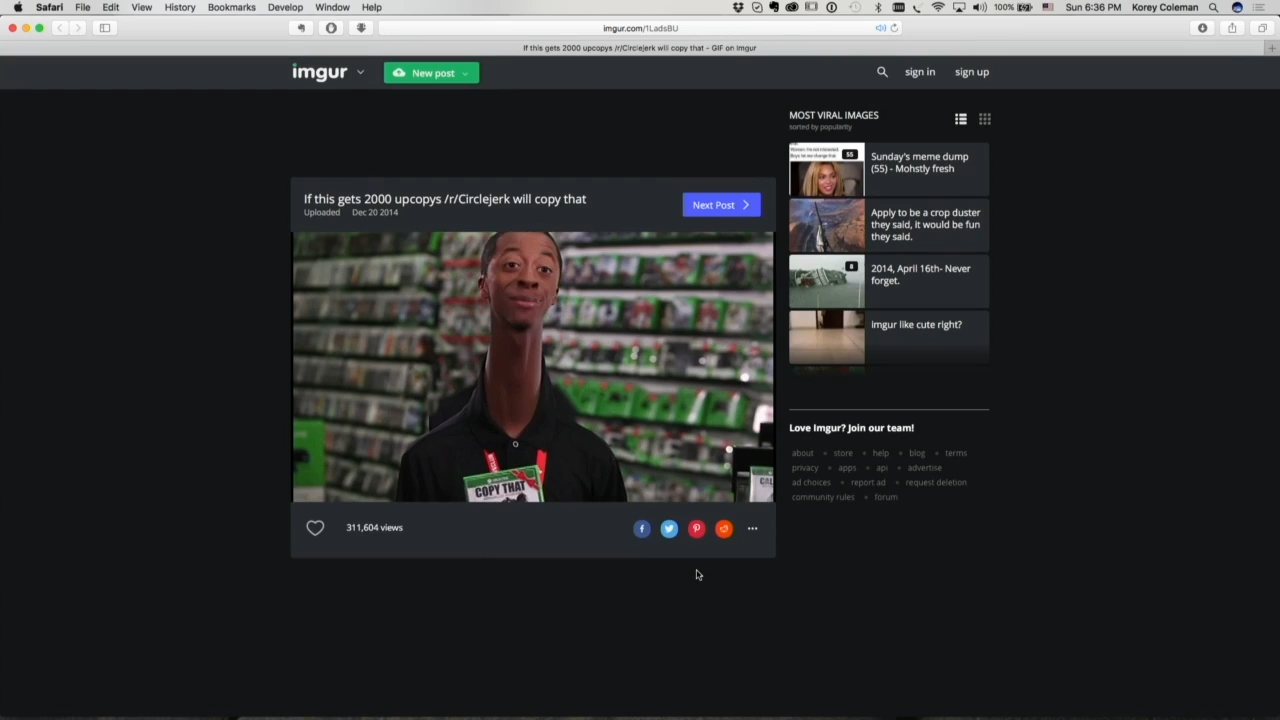 Safari File Edit View History Bookmarks Develop Window Help 100% Sun 6:36 PM Korey Coleman
imgur.com/1LadsBU
If this gets 2000 upcopys /r/Circlejerk will copy that - GIF on Imgur
imgur New post sign in sign up
MOST VIRAL IMAGES
sorted by popularity
55
Sunday's meme dump
(55) - Mohstly fresh
Apply to be a crop duster
they said, it would be fun
they said.
8
2014, April 16th- Never
forget.
Imgur like cute right?
If this gets 2000 upcopys /r/Circlejerk will copy that
Uploaded Dec 20 2014
Next Post
COPY THAT
311,604 views
Love Imgur? Join our team!
about store help blog terms
privacy apps api advertise
ad choices report ad request deletion
community rules forum